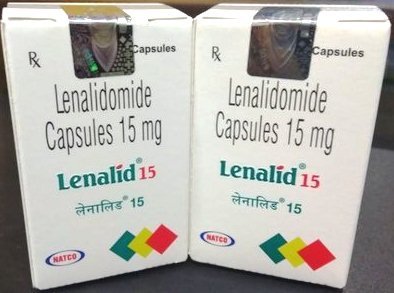 Rx
Capsules
Lenalidomide
Capsules 15 mg
Lenalid® 15
लेनालिड® 15
NATCO
Rx
Capsules
Lenalidomide
Capsules 15 mg
Lenalid® 15
लेनालिड® 15
NATCO